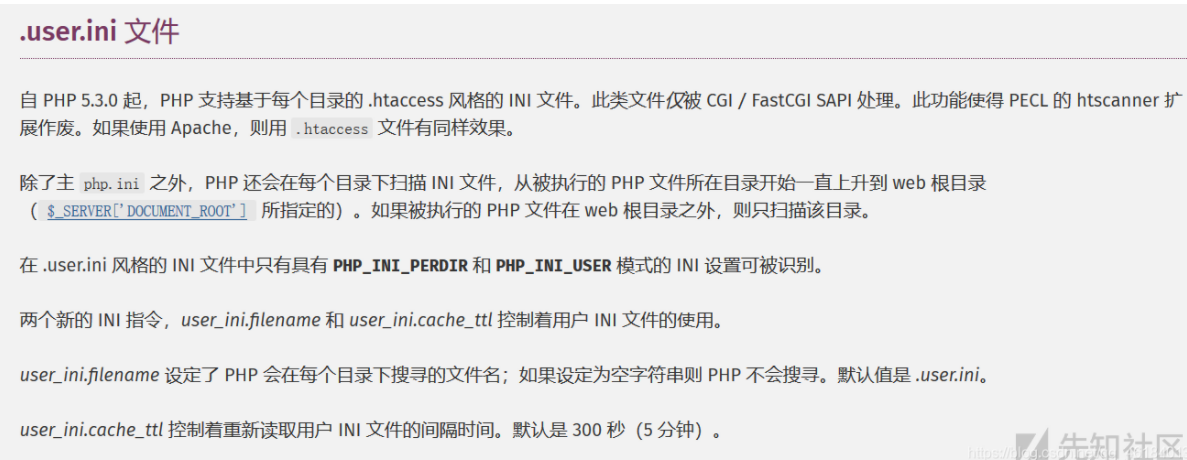 .user.ini 文件
自 PHP 5.3.0 起，PHP 支持基于每个目录的 .htaccess 风格的 INI 文件。此类文件仅被 CGI / FastCGI SAPI 处理。此功能使得 PECL 的 htscanner 扩
展作废。如果使用 Apache，则用 .htaccess 文件有同样效果。
除了主 php.ini 之外，PHP 还会在每个目录下扫描 INI 文件，从被执行的 PHP 文件所在目录开始一直上升到 web 根目录
（ $_SERVER['DOCUMENT_ROOT'] 所指定的）。如果被执行的 PHP 文件在 web 根目录之外，则只扫描该目录。
在 .user.ini 风格的 INI 文件中只有具有 PHP_INI_PERDIR 和 PHP_INI_USER 模式的 INI 设置可被识别。
两个新的 INI 指令，user_ini.filename 和 user_ini.cache_ttl 控制着用户 INI 文件的使用。
user_ini.filename 设定了 PHP 会在每个目录下搜寻的文件名；如果设定为空字符串则 PHP 不会搜寻。默认值是 .user.ini。
user_ini.cache_ttl 控制着重新读取用户 INI 文件的间隔时间。默认是 300 秒（5 分钟）。
先知社区